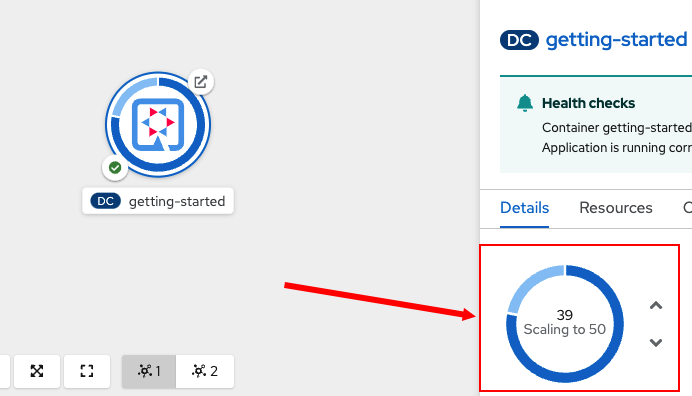 DC getting-started
Health checks
Container getting-started
Application is running corr
Details Resources
DC getting-started
39
Scaling to 50
1 2